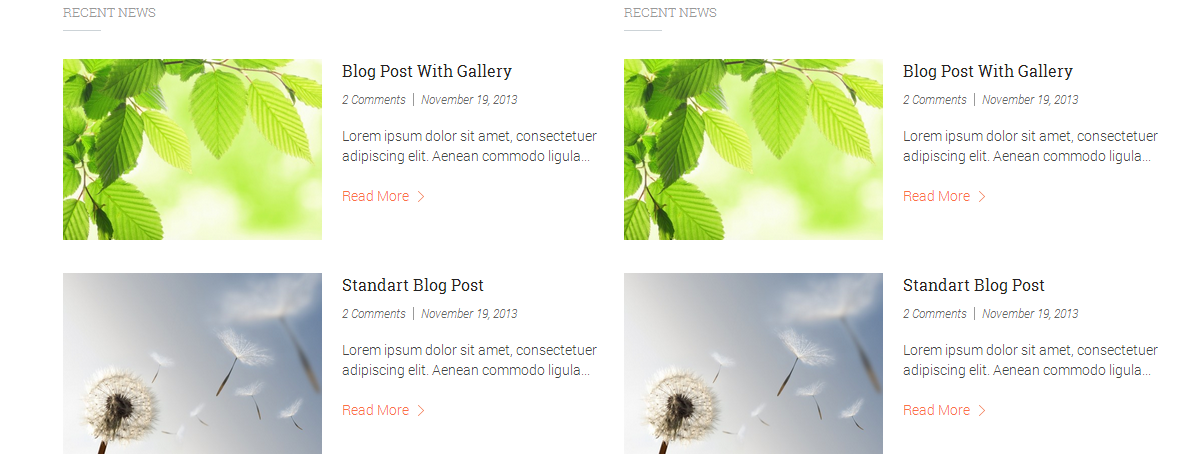 RECENT NEWS
Blog Post With Gallery
2 Comments | November 19, 2013
Lorem ipsum dolor sit amet, consectetuer
adipiscing elit. Aenean commodo ligula...
Read More >
Standart Blog Post
2 Comments | November 19, 2013
Lorem ipsum dolor sit amet, consectetuer
adipiscing elit. Aenean commodo ligula...
Read More >
RECENT NEWS
Blog Post With Gallery
2 Comments | November 19, 2013
Lorem ipsum dolor sit amet, consectetuer
adipiscing elit. Aenean commodo ligula...
Read More >
Standart Blog Post
2 Comments | November 19, 2013
Lorem ipsum dolor sit amet, consectetuer
adipiscing elit. Aenean commodo ligula...
Read More >